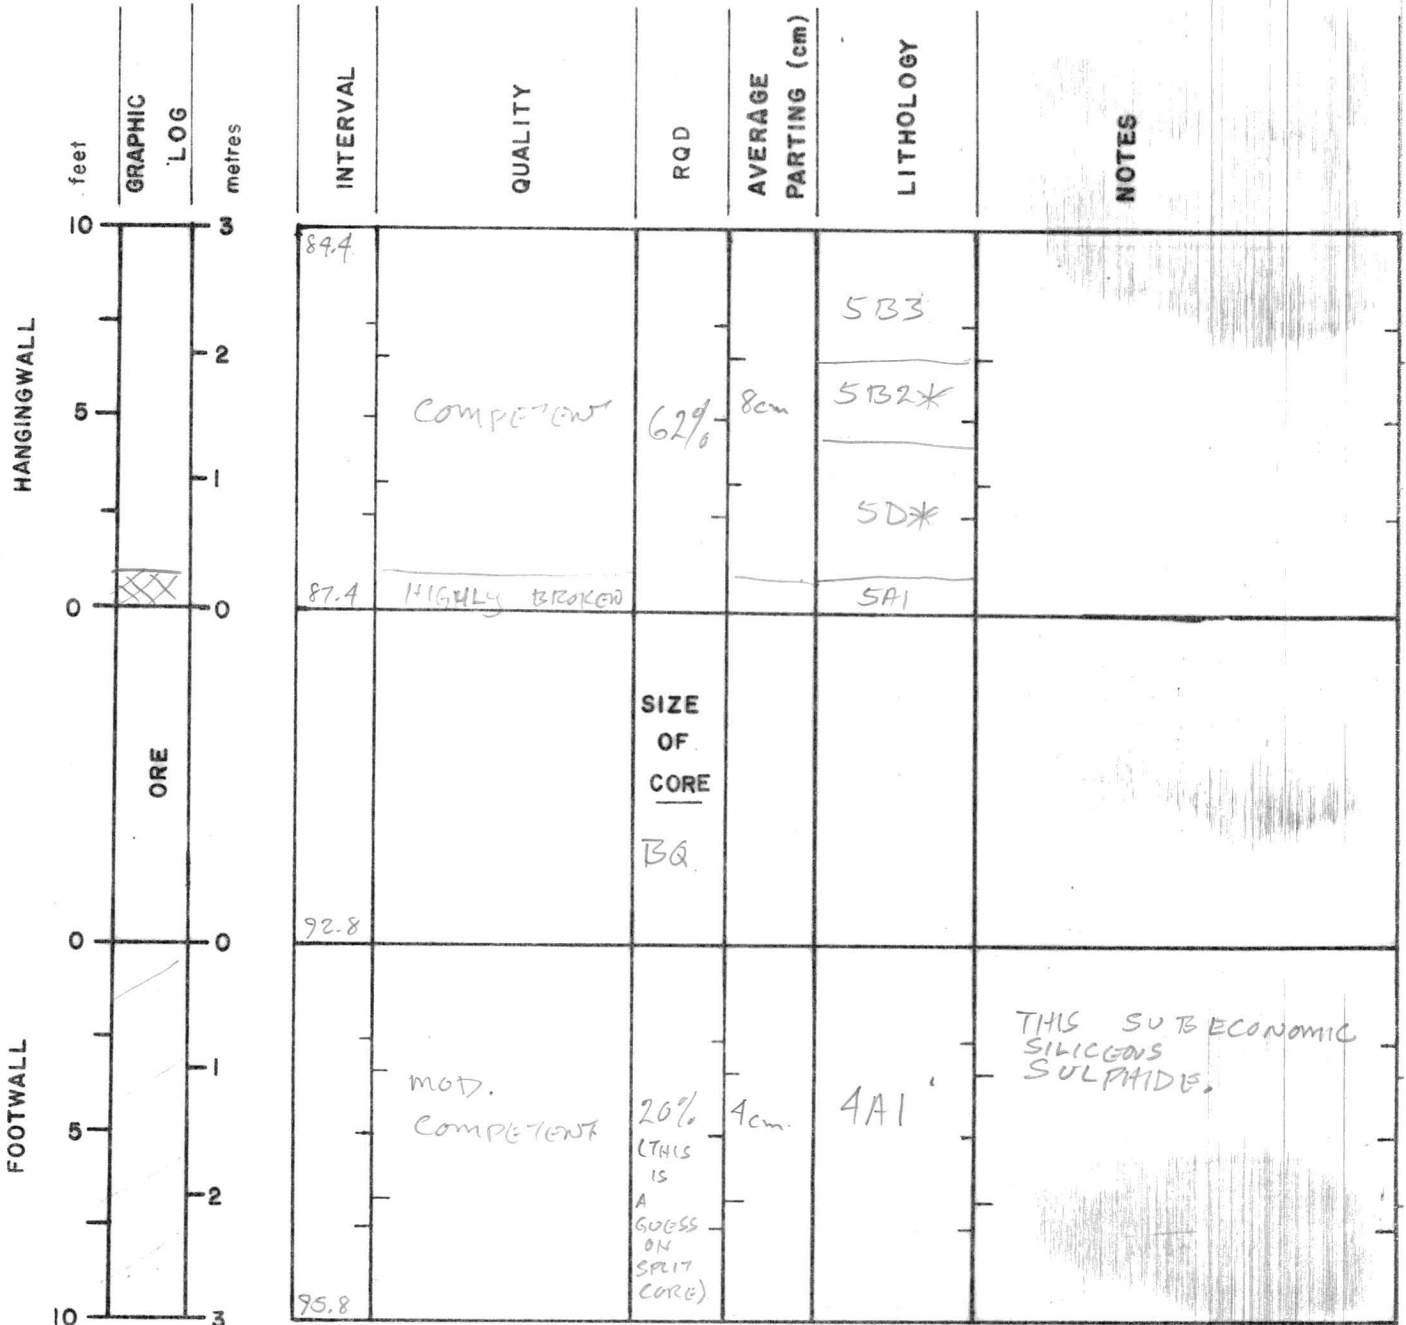 feet
GRAPHIC
LOG
metres
INTERVAL
QUALITY
RQD
AVERAGE
PARTING (cm)
LITHOLOGY
NOTES
HANGINGWALL
10
5
0
3
2
1
0
84.4
87.4
COMPETENT
HIGHLY BROKEN
62%
8cm
5B3
5B2*
5D*
5A1
ORE
SIZE
OF
CORE
BQ
92.8
FOOTWALL
0
5
10
0
1
2
3
95.8
MOD.
COMPETENT
20%
(THIS
IS
A
GUESS
ON
SPLIT
CORE)
4cm.
4A1
THIS SUBECONOMIC
SILICEOUS
SULPHIDE.